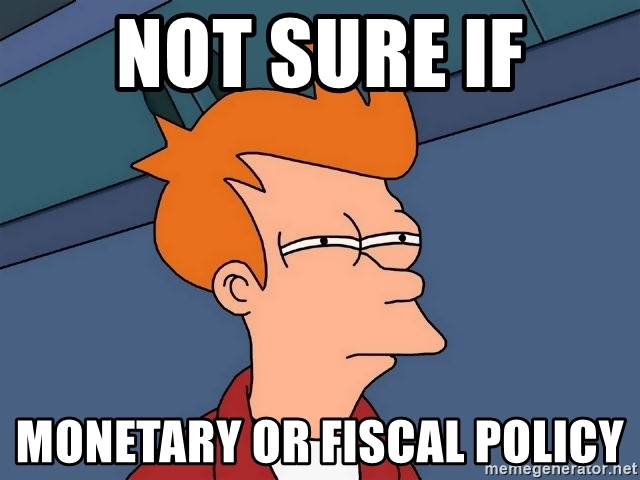 NOT SURE IF
MONETARY OR FISCAL POLICY
memegenerator.net